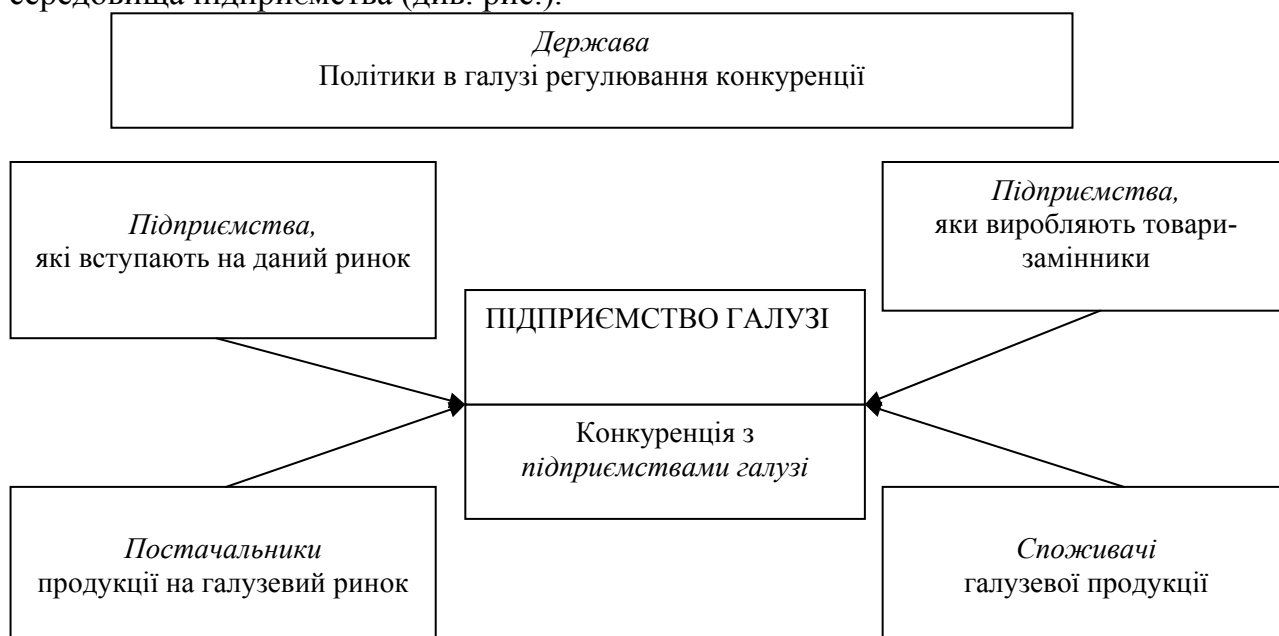 середовища підприємства (див. рис.).
Держава
Політики в галузі регулювання конкуренції
Підприємства,
які вступають на даний ринок
Підприємства,
яки виробляють товари-
замінники
ПІДПРИЄМСТВО ГАЛУЗІ
Конкуренція з
підприємствами галузі
Постачальники
продукції на галузевий ринок
Споживачі
галузевої продукції